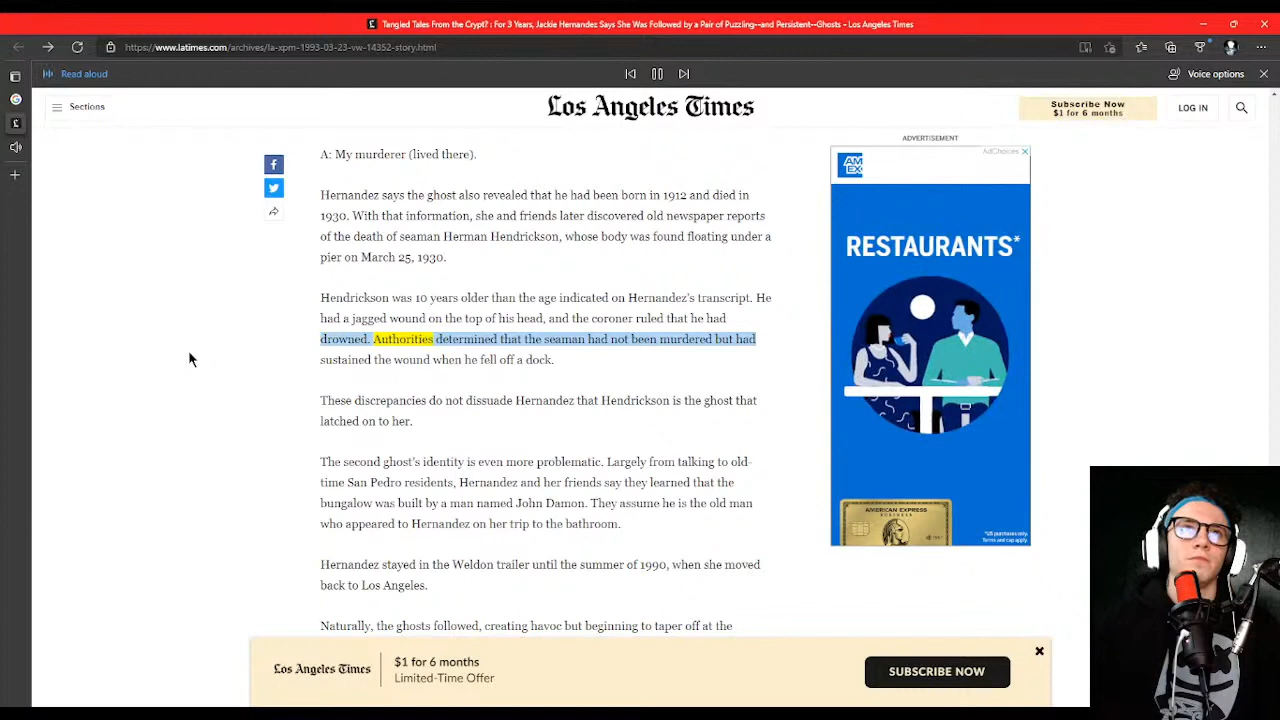 Tangled Tales From the Crypt? : For 3 Years, Jackie Hernandez Says She Was Followed by a Pair of Puzzling--and Persistent--Ghosts - Los Angeles Times
https://www.latimes.com/archives/la-xpm-1993-03-23-vw-14352-story.html
Read aloud
Voice options
Sections
Los Angeles Times
Subscribe Now
$1 for 6 months
LOG IN
A: My murderer (lived there).
Hernandez says the ghost also revealed that he had been born in 1912 and died in
1930. With that information, she and friends later discovered old newspaper reports
of the death of seaman Herman Hendrickson, whose body was found floating under a
pier on March 25, 1930.
Hendrickson was 10 years older than the age indicated on Hernandez's transcript. He
had a jagged wound on the top of his head, and the coroner ruled that he had
drowned. Authorities determined that the seaman had not been murdered but had
sustained the wound when he fell off a dock.
These discrepancies do not dissuade Hernandez that Hendrickson is the ghost that
latched on to her.
The second ghost's identity is even more problematic. Largely from talking to old-
time San Pedro residents, Hernandez and her friends say they learned that the
bungalow was built by a man named John Damon. They assume he is the old man
who appeared to Hernandez on her trip to the bathroom.
Hernandez stayed in the Weldon trailer until the summer of 1990, when she moved
back to Los Angeles.
Naturally, the ghosts followed, creating havoc but beginning to taper off at the
ADVERTISEMENT
AdChoices
AM
EX
RESTAURANTS*
AMERICAN EXPRESS
BUSINESS
*US purchases only.
Terms and cap apply.
Los Angeles Times
$1 for 6 months
Limited-Time Offer
SUBSCRIBE NOW